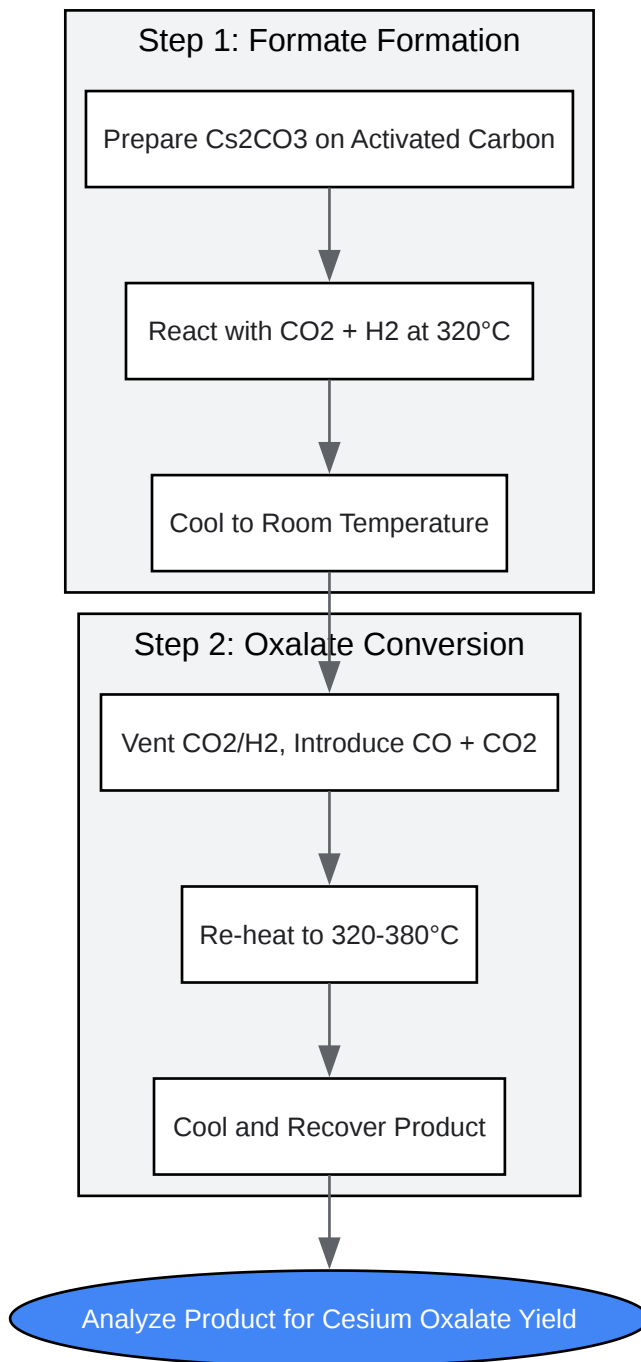 Step 1: Formate Formation
Prepare Cs2CO3 on Activated Carbon
React with CO2 + H2 at 320°C
Cool to Room Temperature
Step 2: Oxalate Conversion
Vent CO2/H2, Introduce CO + CO2
Re-heat to 320-380°C
Cool and Recover Product
Analyze Product for Cesium Oxalate Yield